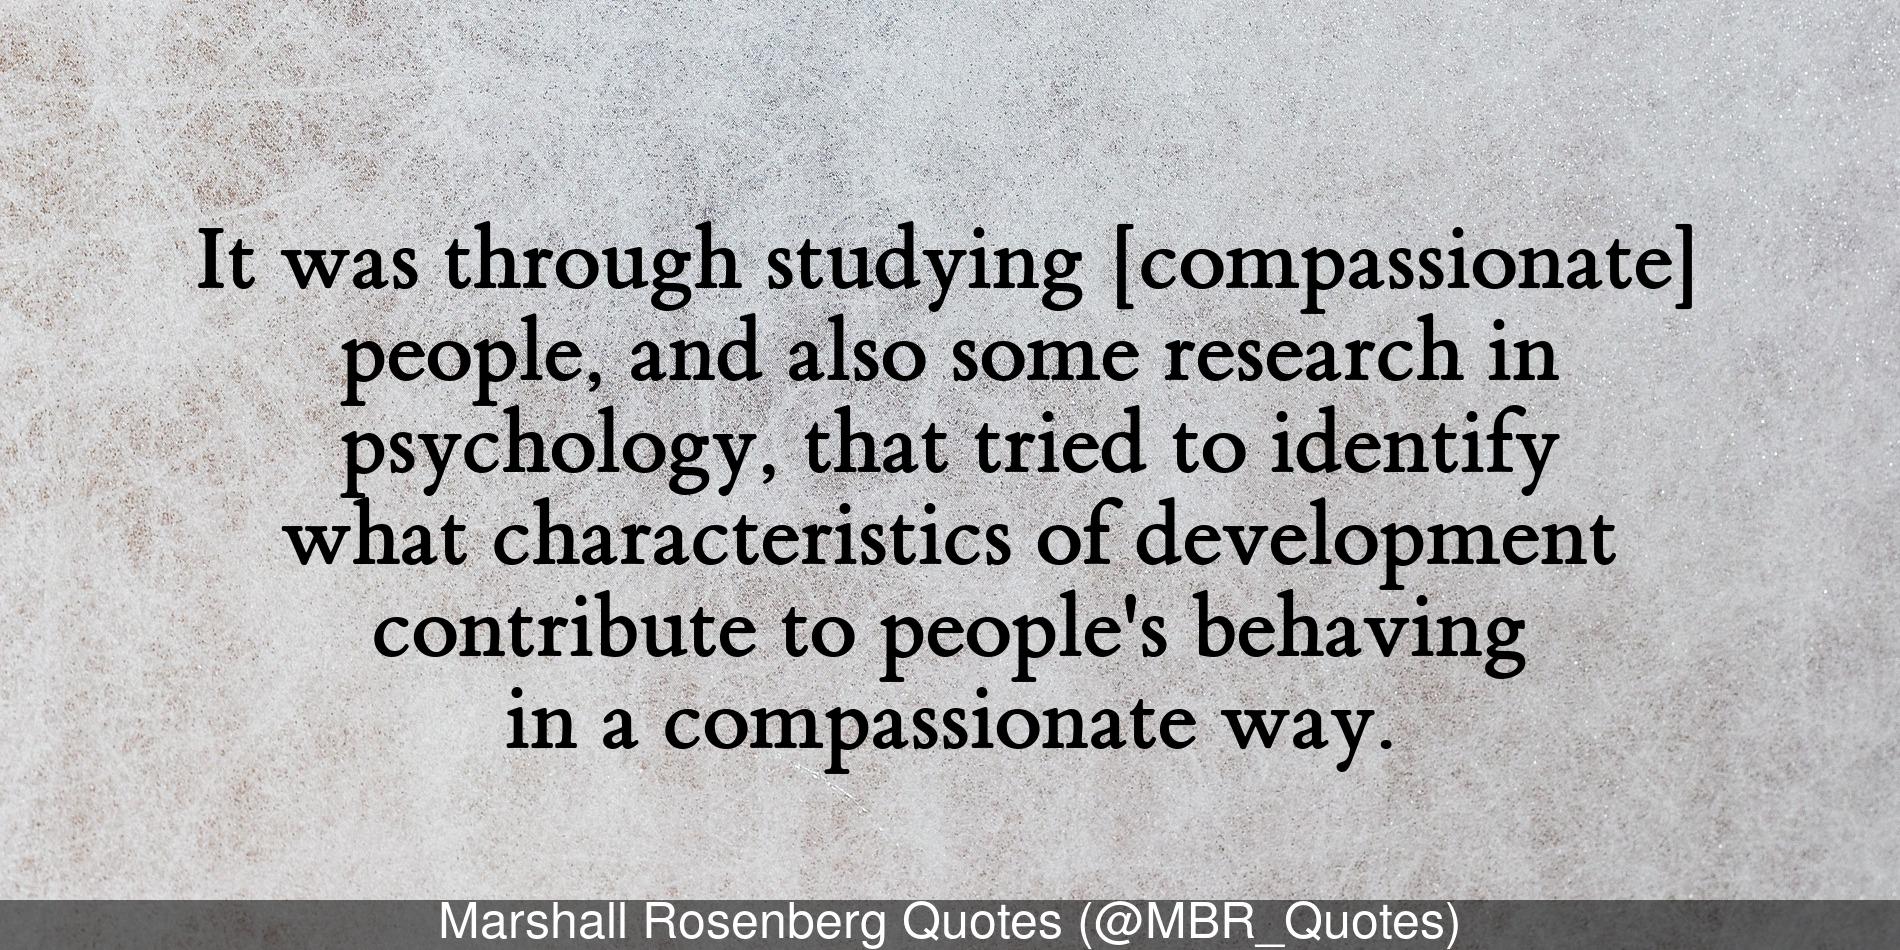 It was through studying [compassionate]
people, and also some research in
psychology, that tried to identify
what characteristics of development
contribute to people's behaving
in a compassionate way.
Marshall Rosenberg Quotes (@MBR_Quotes)